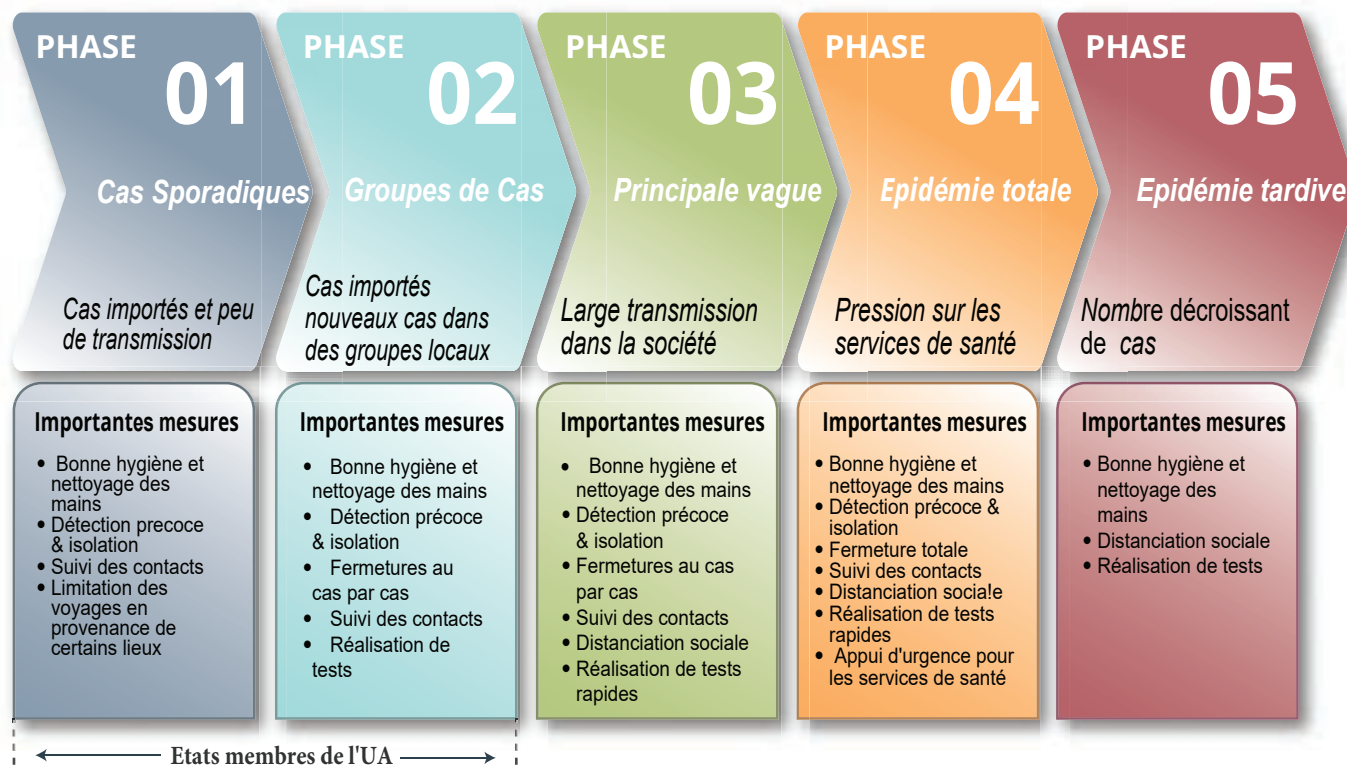 PHASE
01
Cas Sporadiques
Cas importés et peu
de transmission
PHASE
02
Groupes de Cas
Cas importés
nouveaux cas dans
des groupes locaux
PHASE
03
Principale vague
Large transmission
dans la société
PHASE
04
Epidémie totale
Pression sur les
services de santé
PHASE
05
Epidémie tardive
Nombre décroissant
de cas
Importantes mesures
• Bonne hygiène et
nettoyage des
mains
• Détection precoce
& isolation
• Suivi des contacts
• Limitation des
voyages en
provenance de
certains lieux
Importantes mesures
• Bonne hygiène et
nettoyage des mains
• Détection précoce
& isolation
• Fermetures au
cas par cas
• Suivi des contacts
• Réalisation de
tests
Importantes mesures
• Bonne hygiène et
nettoyage des mains
• Détection précoce
& isolation
• Fermetures au cas
par cas
• Suivi des contacts
• Distanciation sociale
• Réalisation de tests
rapides
Importantes mesures
• Bonne hygiène et
nettoyage des mains
• Détection précoce &
isolation
• Fermeture totale
• Suivi des contacts
• Distanciation socia!e
• Réalisation de tests
rapides
• Appui d'urgence pour
les services de santé
Importantes mesures
• Bonne hygiène et
nettoyage des
mains
• Distanciation sociale
• Réalisation de tests
Etats membres de l'UA